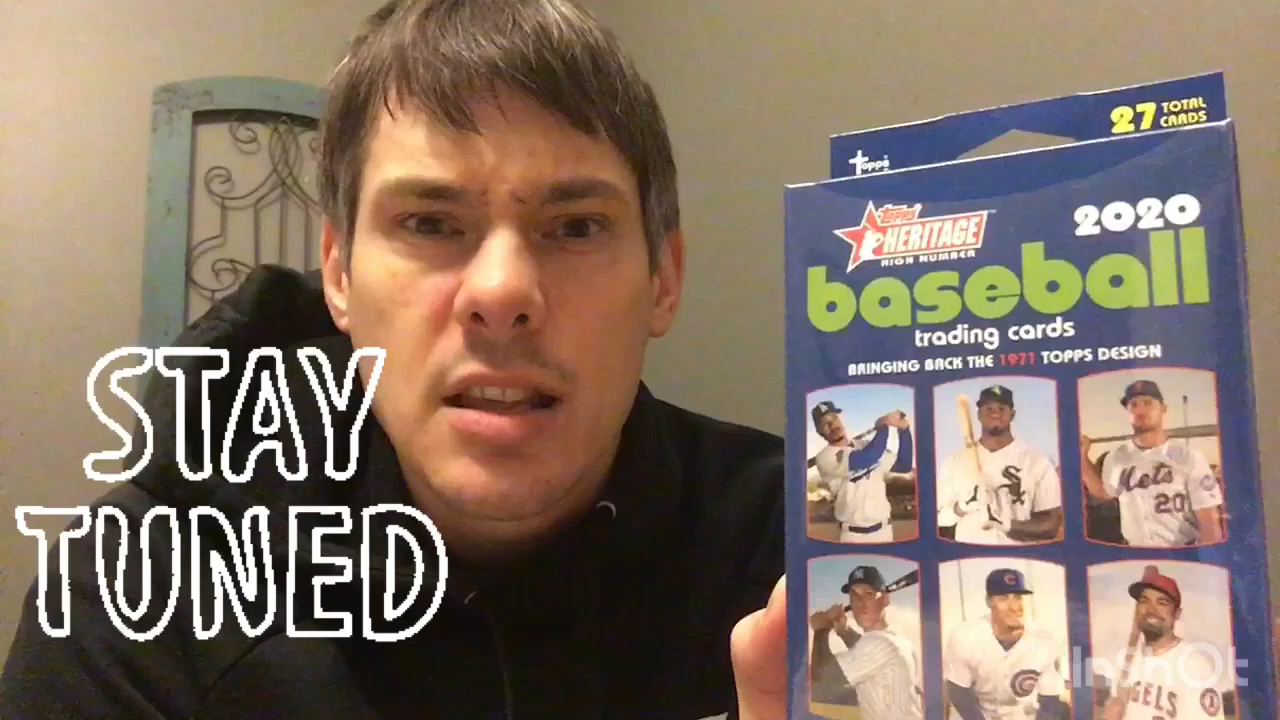 STAY
TUNED
27 TOTAL
CARDS
Topps
Topps
HERITAGE
HIGH NUMBER
2020
baseball
trading cards
BRINGING BACK THE 1971 TOPPS DESIGN
Mets
20
C
ANGELS
InShOt